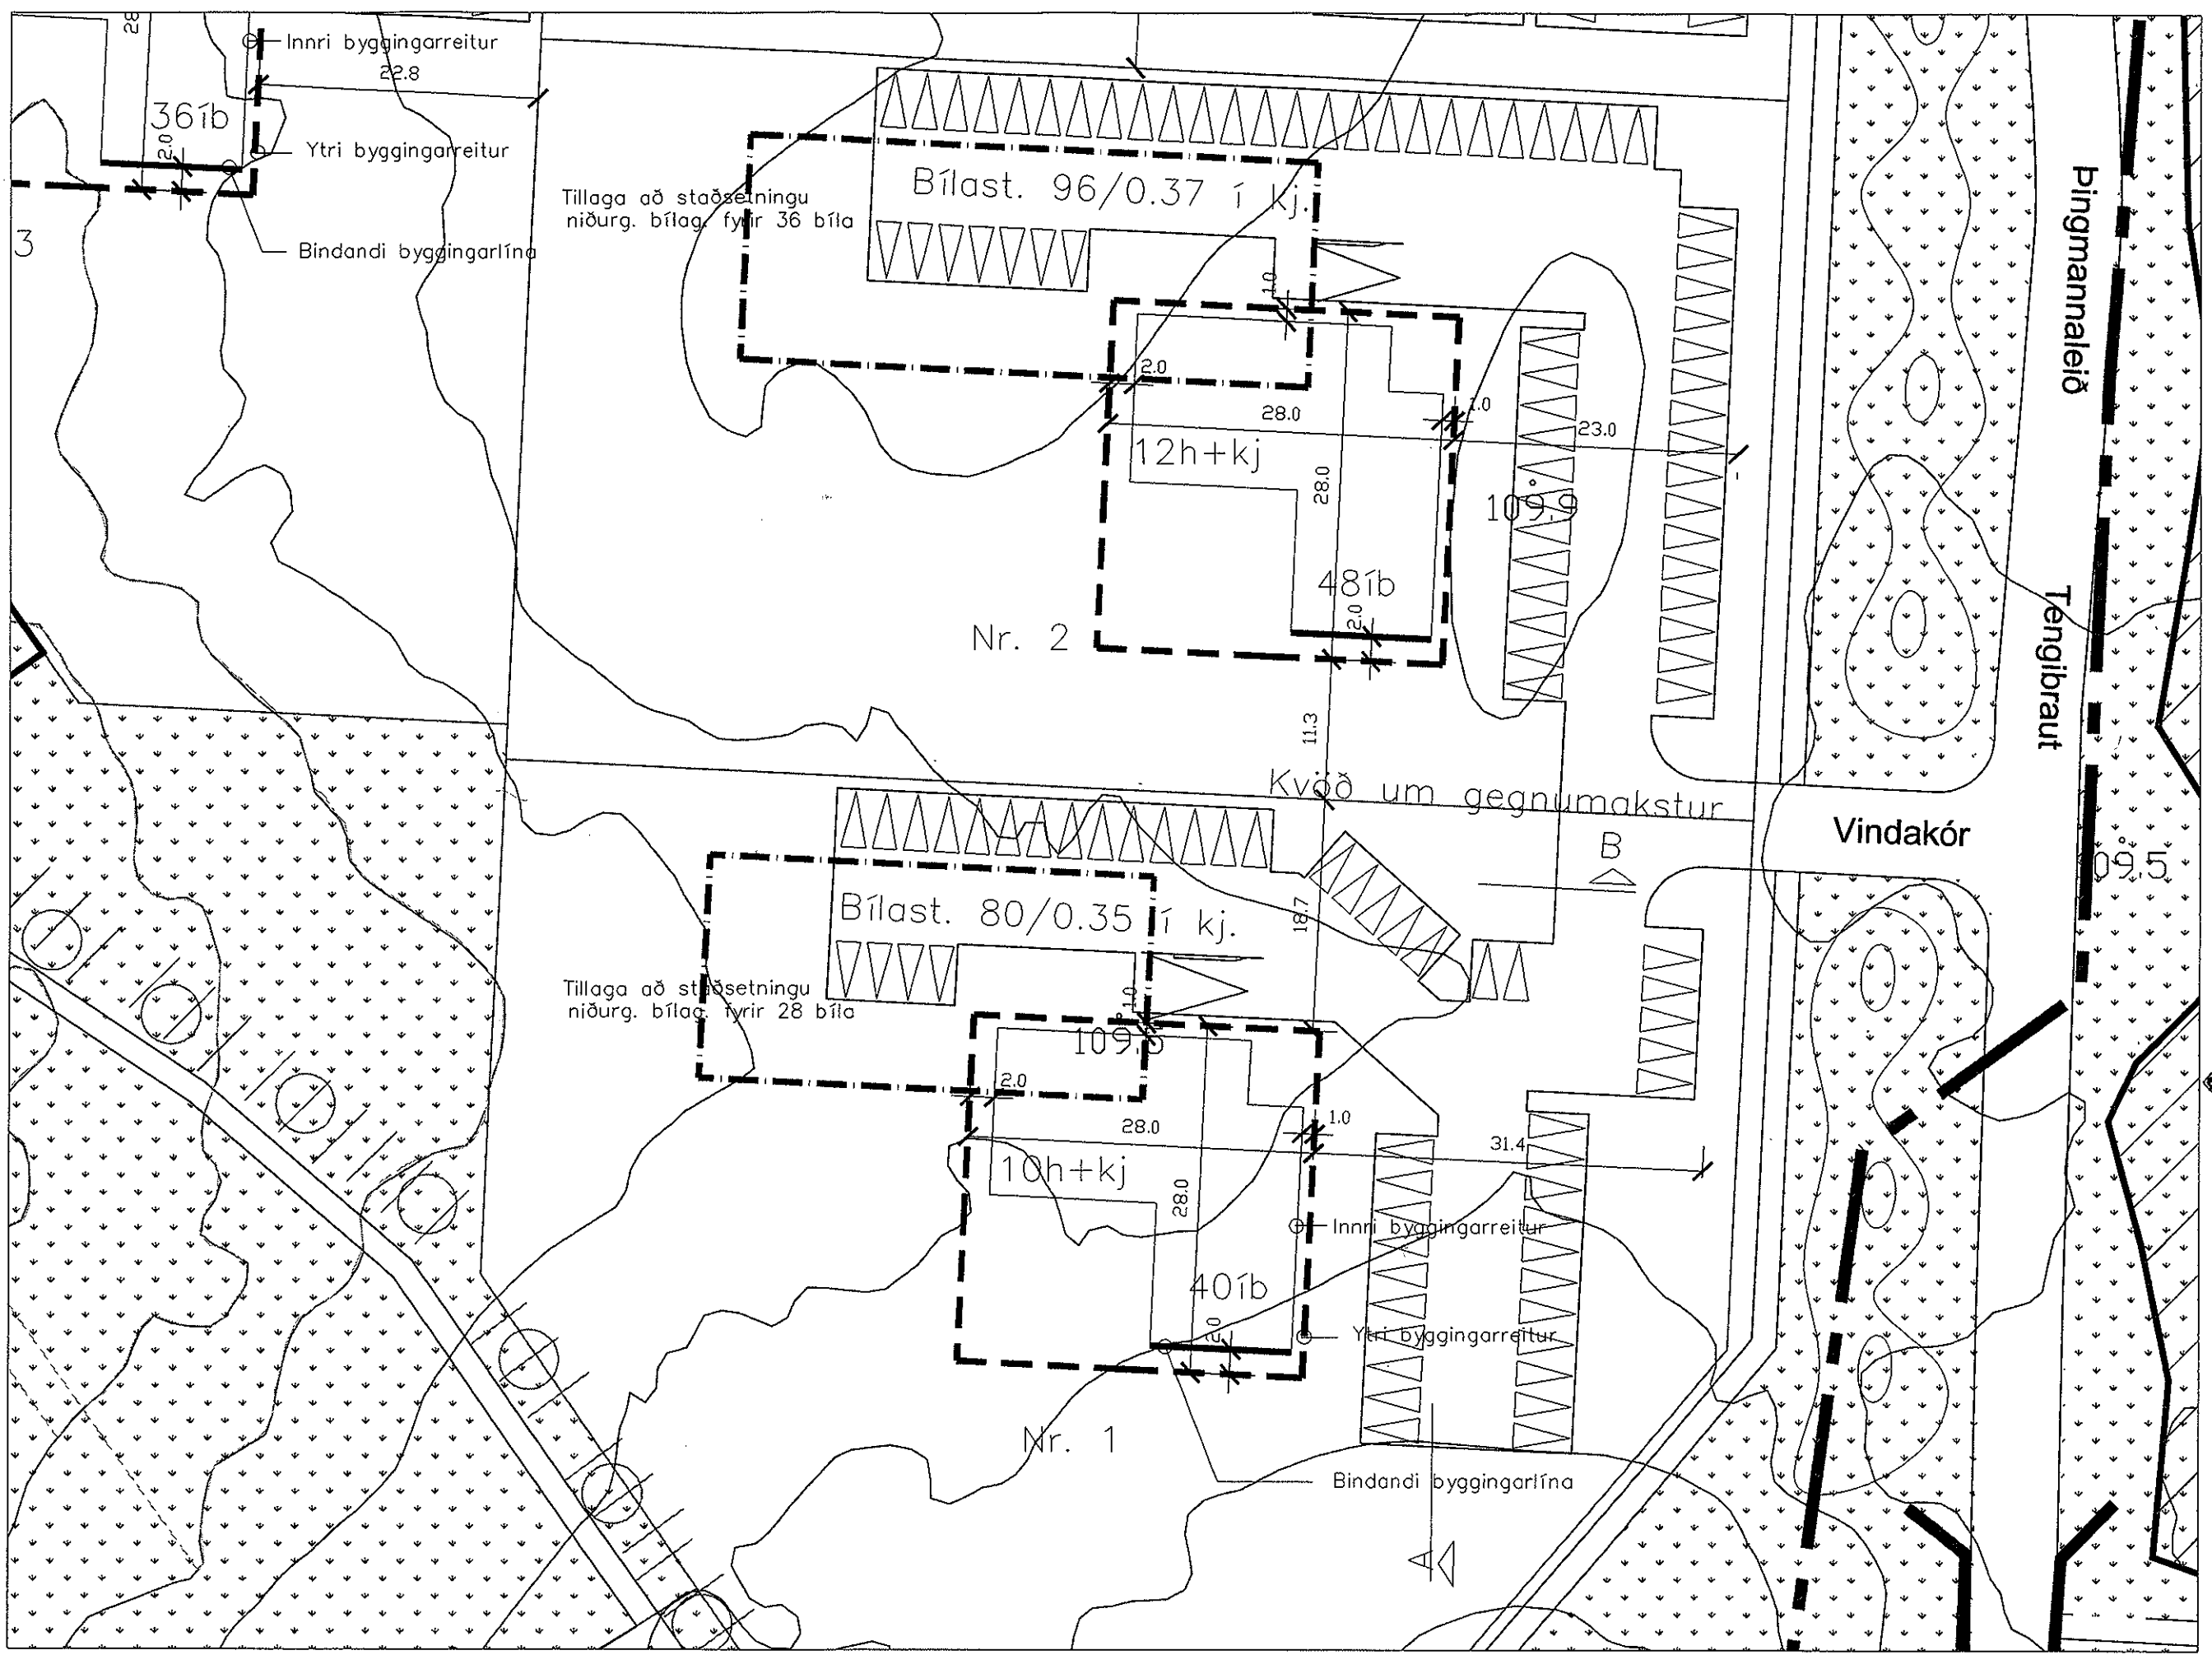 28
Innri byggingarreitur
22.8
36íb
2.0
Ytri byggingarreitur
Bindandi byggingarlína
3
Tillaga að staðsetningu
niðurg. bílag. fyrir 36 bíla
Bílast. 96/0.37 í kj.
1.0
2.0
28.0
1.0
23.0
12h+kj
28.0
109.9
48íb
2.0
Nr. 2
11.3
Kvöð um gegnumakstur
Þingmannaleið
Tengibraut
Vindakór
09.5
B
Bílast. 80/0.35 í kj.
18.7
Tillaga að staðsetningu
niðurg. bílag. fyrir 28 bíla
1.0
2.0
28.0
1.0
31.4
10h+kj
28.0
Innri byggingarreitur
40íb
2.0
Ytri byggingarreitur
Nr. 1
Bindandi byggingarlína
A